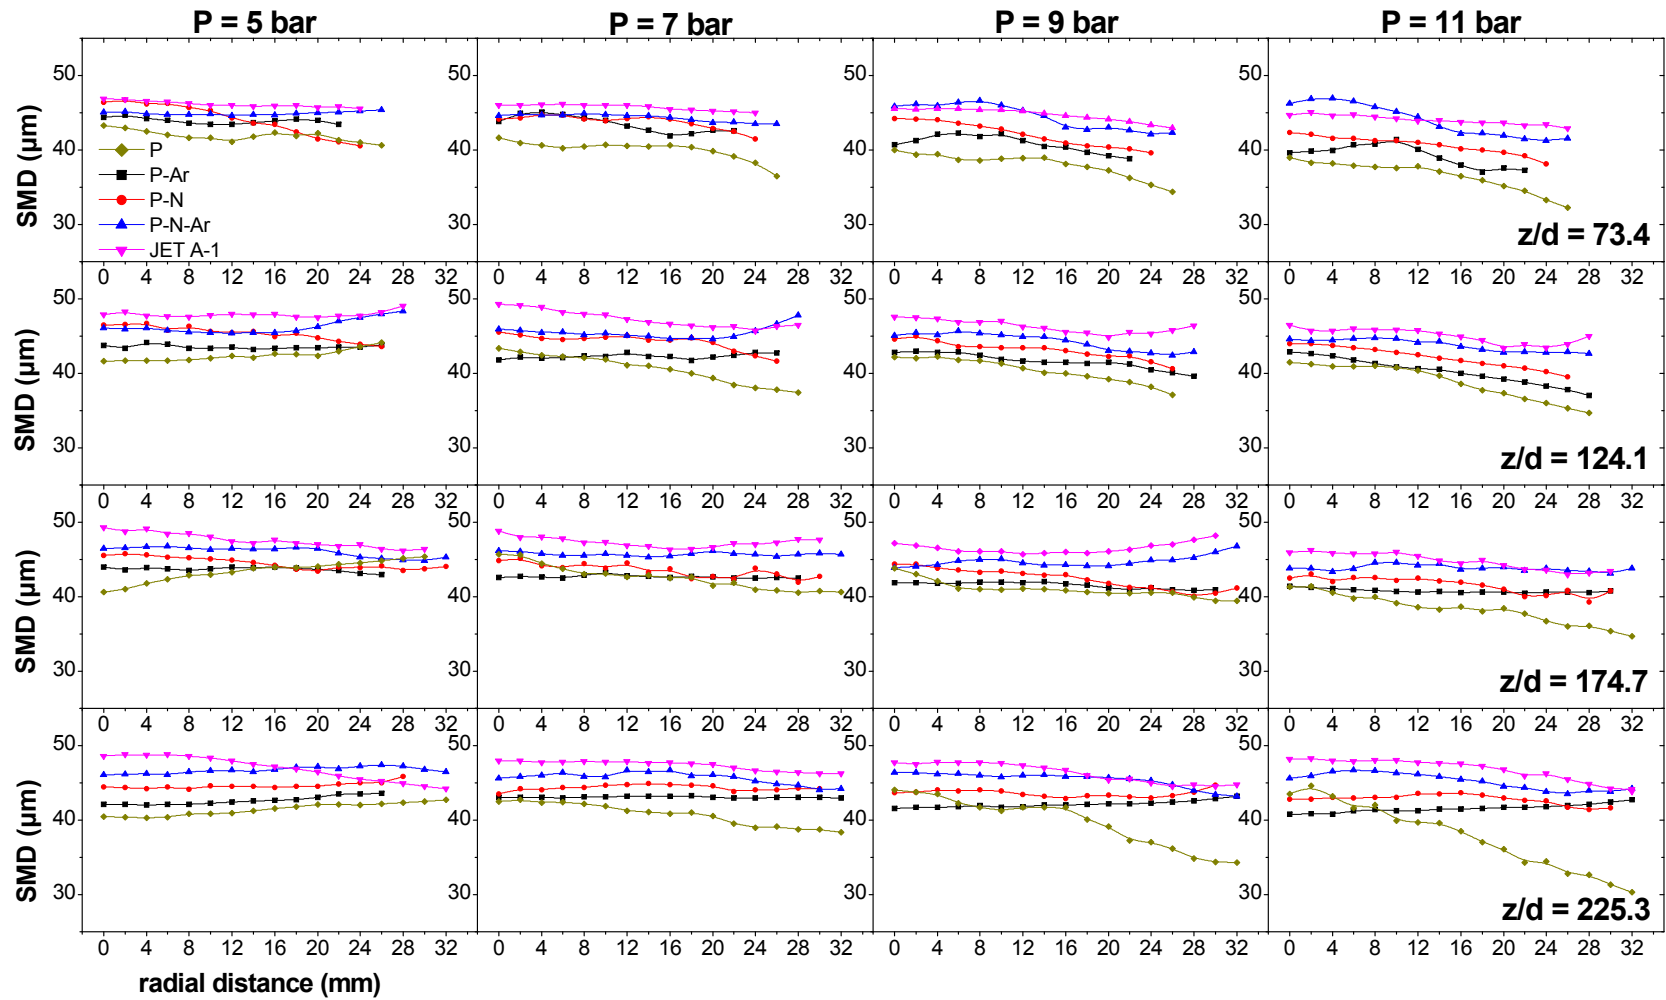 P = 5 bar P = 7 bar P = 9 bar P = 11 bar
50 50 50 50
40 40 40 40
30 30 30 30
SMD (µm)
P
P-Ar
P-N
P-N-Ar
JET A-1
z/d = 73.4
0 4 8 12 16 20 24 28 32 0 4 8 12 16 20 24 28 32 0 4 8 12 16 20 24 28 32 0 4 8 12 16 20 24 28 32
50 50 50 50
40 40 40 40
30 30 30 30
SMD (µm)
z/d = 124.1
0 4 8 12 16 20 24 28 32 0 4 8 12 16 20 24 28 32 0 4 8 12 16 20 24 28 32 0 4 8 12 16 20 24 28 32
50 50 50 50
40 40 40 40
30 30 30 30
SMD (µm)
z/d = 174.7
0 4 8 12 16 20 24 28 32 0 4 8 12 16 20 24 28 32 0 4 8 12 16 20 24 28 32 0 4 8 12 16 20 24 28 32
50 50 50 50
40 40 40 40
30 30 30 30
SMD (µm)
z/d = 225.3
0 4 8 12 16 20 24 28 32 0 4 8 12 16 20 24 28 32 0 4 8 12 16 20 24 28 32 0 4 8 12 16 20 24 28 32
radial distance (mm)